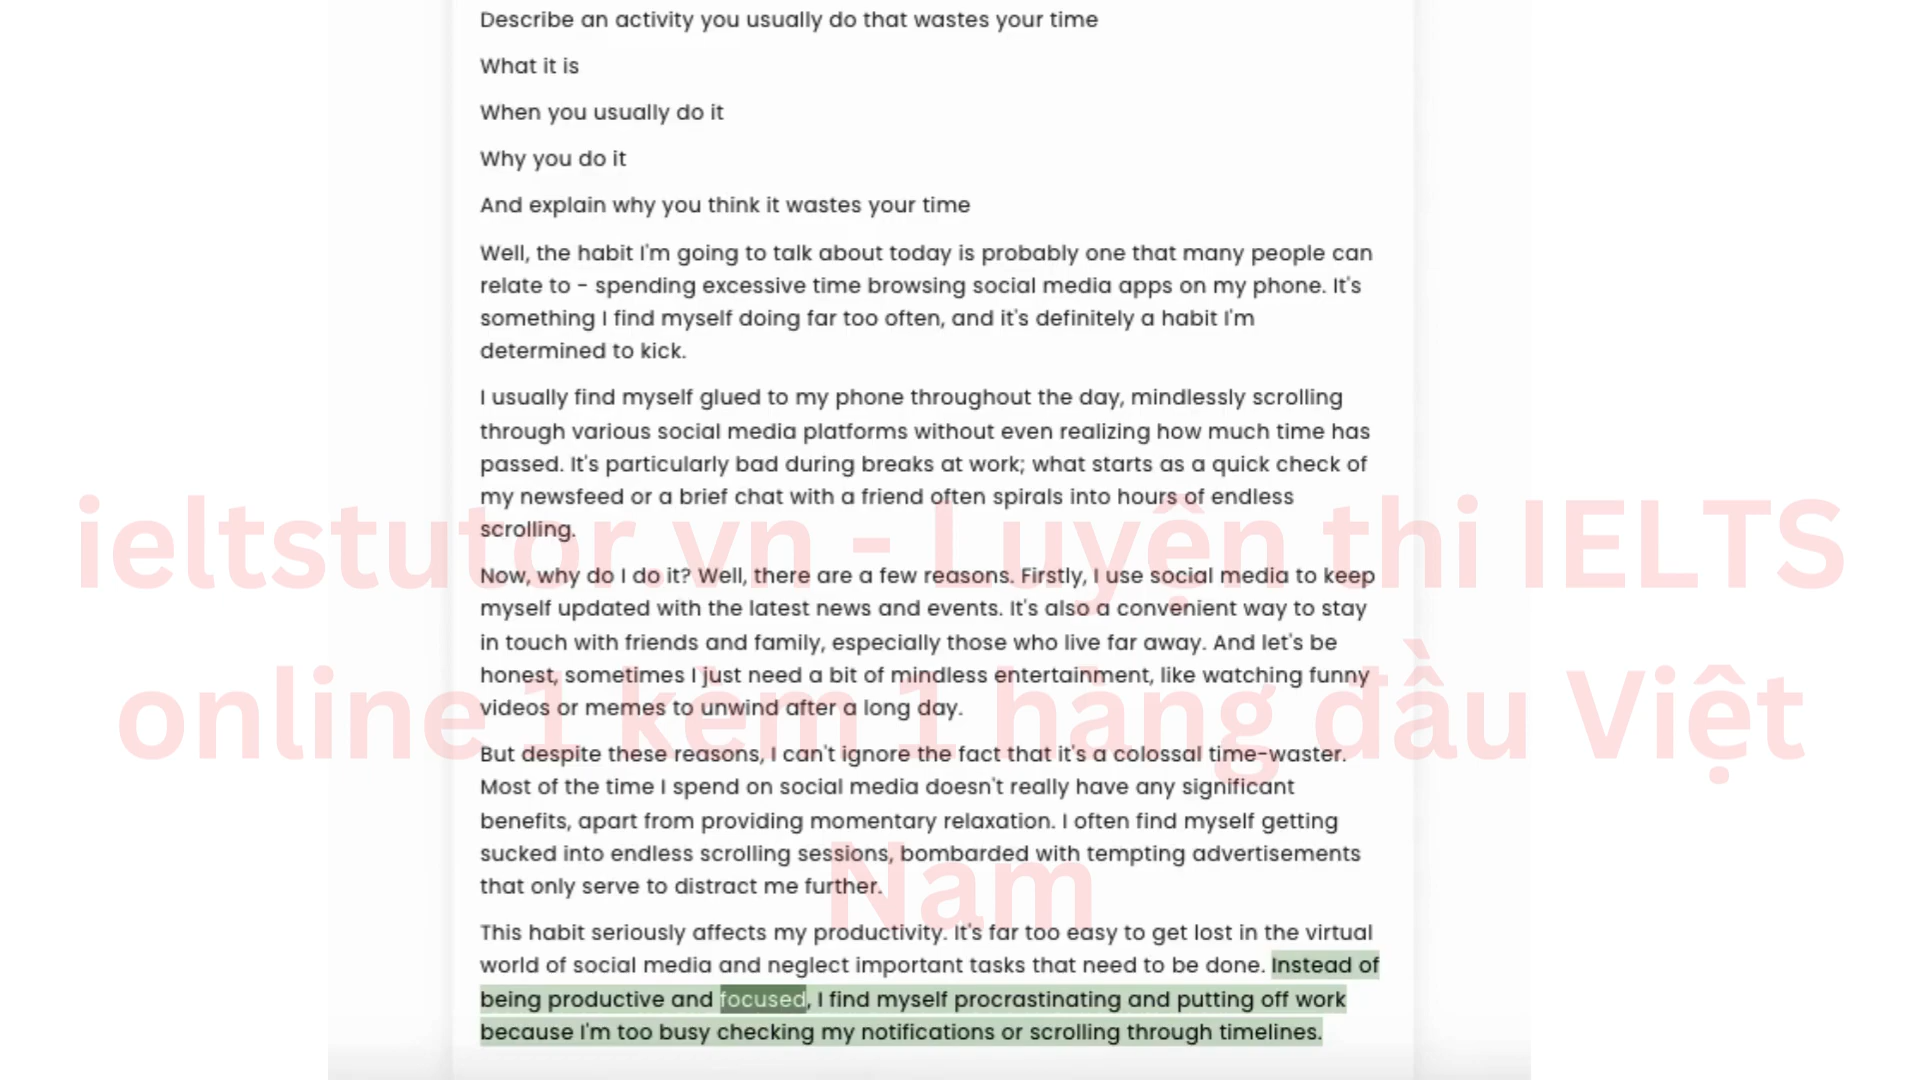 Describe an activity you usually do that wastes your time
What it is
When you usually do it
Why you do it
And explain why you think it wastes your time
Well, the habit I'm going to talk about today is probably one that many people can
relate to - spending excessive time browsing social media apps on my phone. It's
something I find myself doing far too often, and it's definitely a habit I'm
determined to kick.
I usually find myself glued to my phone throughout the day, mindlessly scrolling
through various social media platforms without even realizing how much time has
passed. It's particularly bad during breaks at work; what starts as a quick check of
my newsfeed or a brief chat with a friend often spirals into hours of endless
scrolling.
Now, why do I do it? Well, there are a few reasons. Firstly, I use social media to keep
myself updated with the latest news and events. It's also a convenient way to stay
in touch with friends and family, especially those who live far away. And let's be
honest, sometimes I just need a bit of mindless entertainment, like watching funny
videos or memes to unwind after a long day.
But despite these reasons, I can't ignore the fact that it's a colossal time-waster.
Most of the time I spend on social media doesn't really have any significant
benefits, apart from providing momentary relaxation. I often find myself getting
sucked into endless scrolling sessions, bombarded with tempting advertisements
that only serve to distract me further.
This habit seriously affects my productivity. It's far too easy to get lost in the virtual
world of social media and neglect important tasks that need to be done. Instead of
being productive and focused, I find myself procrastinating and putting off work
because I'm too busy checking my notifications or scrolling through timelines.
ieltstutor.vn - Luyện thi IELTS
online 1 kèm 1 hàng đầu Việt
Nam